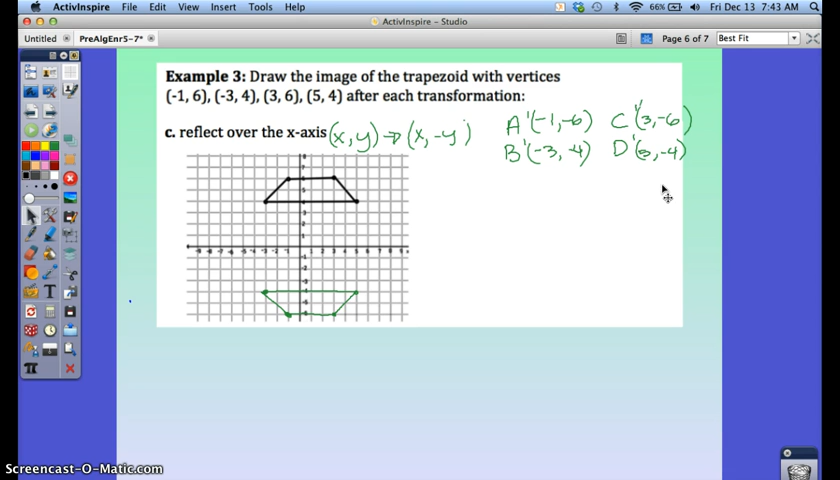 ActivInspire File Edit View Insert Tools Help 66% Fri Dec 13 7:43 AM
ActivInspire - Studio
Untitled PreAlgEnr5-7* Page 6 of 7 Best Fit
Example 3: Draw the image of the trapezoid with vertices
(-1, 6), (-3, 4), (3, 6), (5, 4) after each transformation:
c. reflect over the x-axis (x, y) → (x, -y)
A'(-1, -6) C'(3, -6)
B'(-3, -4) D'(5, -4)
Screencast-O-Matic.com